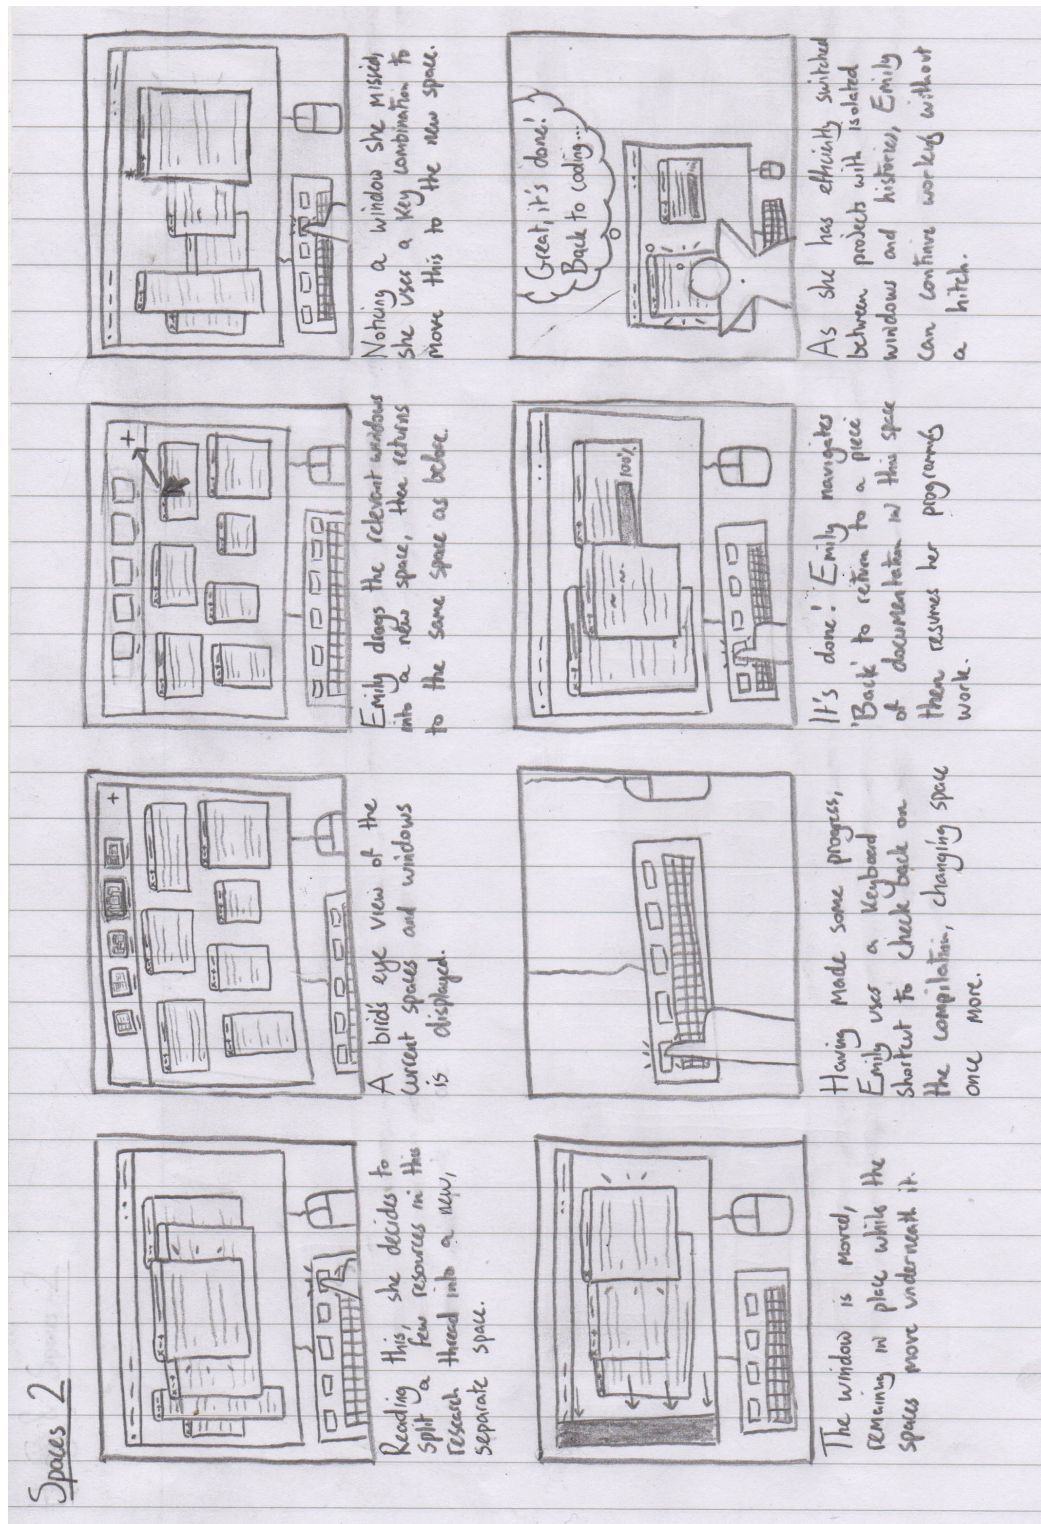 Spaces 2
Reading this, she decides to
split a few resources in this
research thread into a new,
separate space.
A bird's eye view of the
current spaces and windows
is displayed.
Emily drags the relevant windows
into a new space, then returns
to the same space as before.
Noticing a window she missed,
she uses a key combination to
move this to the new space.
The window is moved,
remaining in place while the
spaces move underneath it.
Having made some progress,
Emily uses a keyboard
shortcut to check back on
the compilation, changing space
once more.
100%
It's done! Emily navigates
'Back' to return to a piece
of documentation in this space
then resumes her programming
work.
Great, it's done!
Back to coding...
As she has efficiently switched
between projects with isolated
windows and histories, Emily
can continue working without
a hitch.